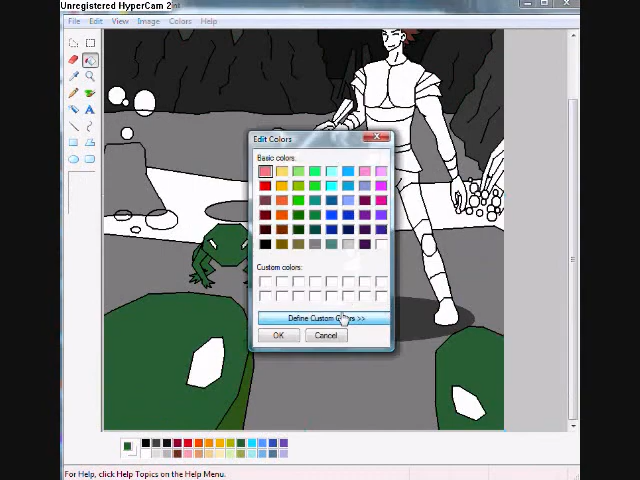 Unregistered HyperCam 2
File Edit View Image Colors Help
Edit Colors
Basic colors:
Custom colors:
Define Custom Colors >>
OK Cancel
For Help, click Help Topics on the Help Menu.